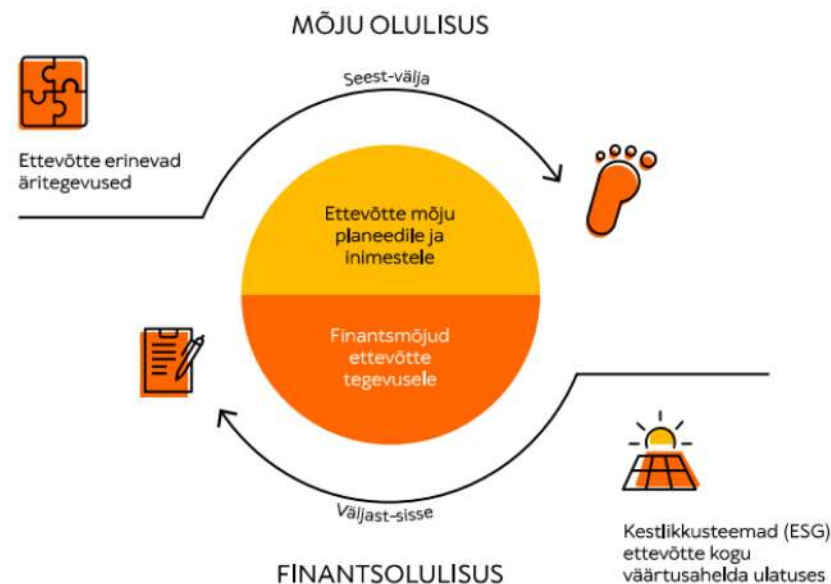 MÕJU OLULISUS
Seest-välja
Ettevõtte erinevad
äritegevused
Ettevõtte mõju
planeedile ja
inimestele
Finantsmõjud
ettevõtte
tegevusele
Väljast-sisse
Kestlikkusteemad (ESG)
ettevõtte kogu
väärtusahelda ulatuses
FINANTSOLULISUS